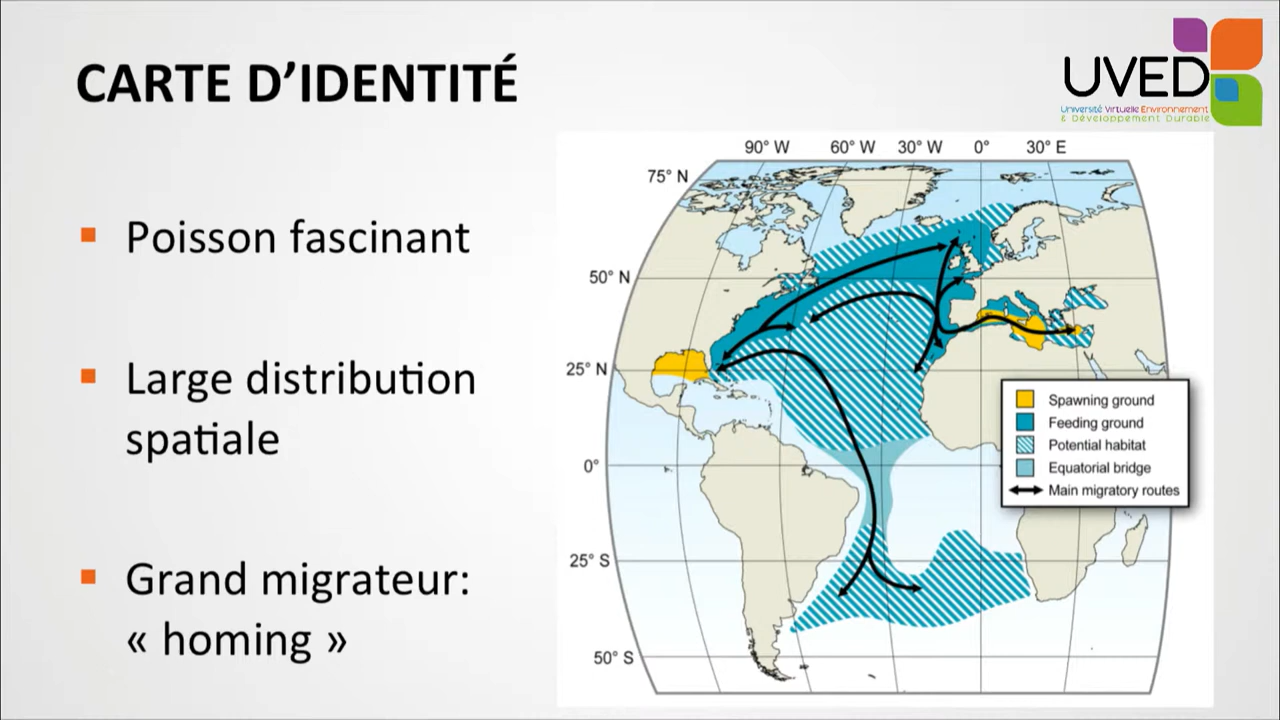 CARTE D’IDENTITÉ
UVED
Université Virtuelle Environnement
& Développement Durable
▪ Poisson fascinant
▪ Large distribution
spatiale
▪ Grand migrateur:
« homing »
90° W 60° W 30° W 0° 30° E
75° N
50° N
25° N
0°
25° S
50° S
Spawning ground
Feeding ground
Potential habitat
Equatorial bridge
Main migratory routes